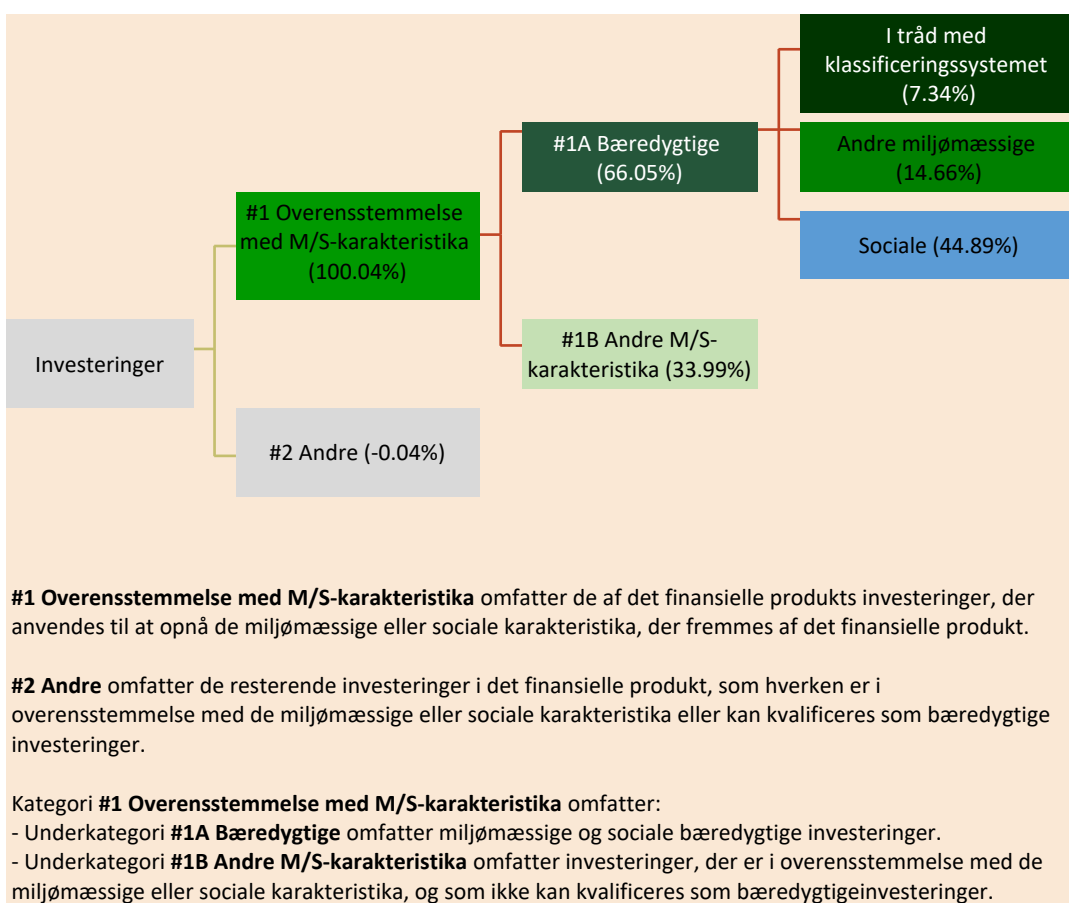 I tråd med
klassificeringssystemet
(7.34%)
#1A Bæredygtige
(66.05%)
Andre miljømæssige
(14.66%)
#1 Overensstemmelse
med M/S-karakteristika
(100.04%)
Sociale (44.89%)
Investeringer
#1B Andre M/S-
karakteristika (33.99%)
#2 Andre (-0.04%)
#1 Overensstemmelse med M/S-karakteristika omfatter de af det finansielle produkts investeringer, der
anvendes til at opnå de miljømæssige eller sociale karakteristika, der fremmes af det finansielle produkt.
#2 Andre omfatter de resterende investeringer i det finansielle produkt, som hverken er i
overensstemmelse med de miljømæssige eller sociale karakteristika eller kan kvalificeres som bæredygtige
investeringer.
Kategori #1 Overensstemmelse med M/S-karakteristika omfatter:
- Underkategori #1A Bæredygtige omfatter miljømæssige og sociale bæredygtige investeringer.
- Underkategori #1B Andre M/S-karakteristika omfatter investeringer, der er i overensstemmelse med de
miljømæssige eller sociale karakteristika, og som ikke kan kvalificeres som bæredygtigeinvesteringer.